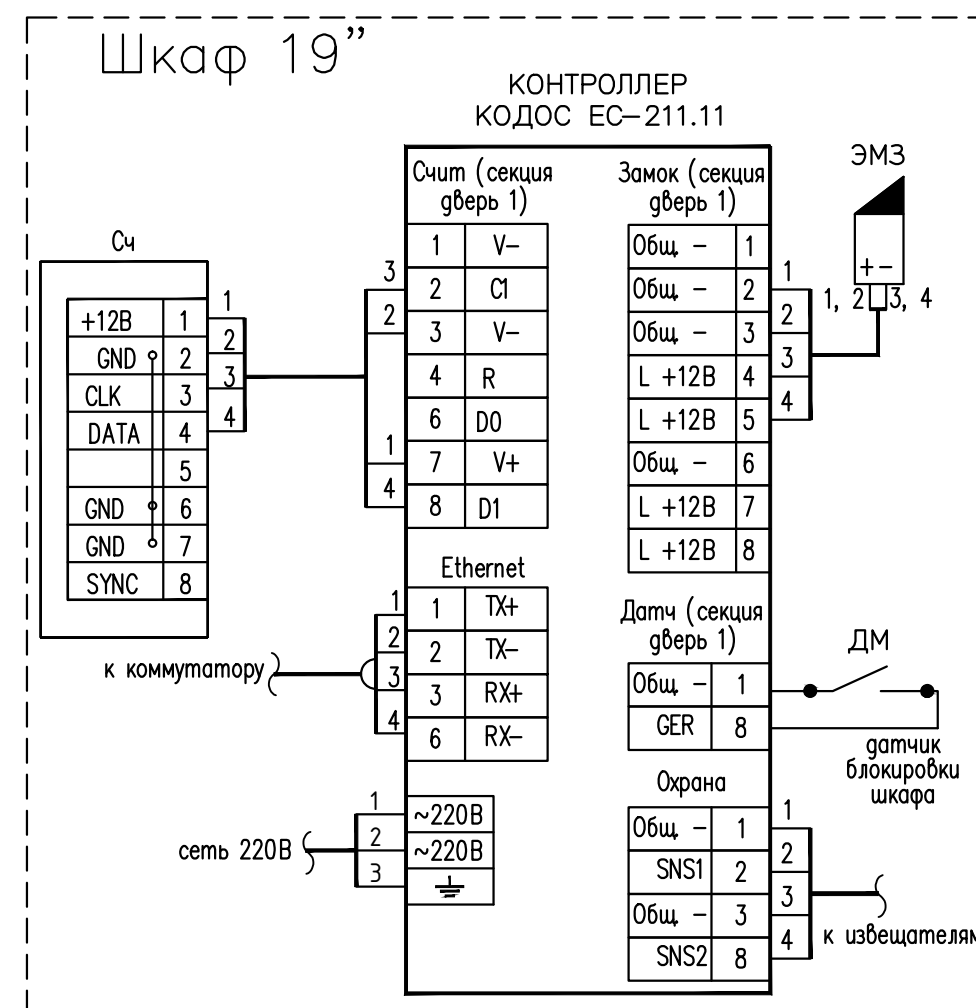 Шкаф 19”
КОНТРОЛЛЕР
КОДОС ЕС-211.11
Сч
+12В 1
GND 2
CLK 3
DATA 4
5
GND 6
GND 7
SYNC 8
1
2
3
4
Счит (секция
дверь 1)
3
2
1
4
1 V-
2 C1
3 V-
4 R
6 D0
7 V+
8 D1
Ethernet
1
2
3
4
1 TX+
2 TX-
3 RX+
6 RX-
к коммутатору
сеть 220В
1
2
3
~220В
~220В
Замок (секция
дверь 1)
Общ. - 1
Общ. - 2
Общ. - 3
L +12В 4
L +12В 5
Общ. - 6
L +12В 7
L +12В 8
1
2
3
4
ЭМЗ
+ -
1, 2 3, 4
Датч (секция
дверь 1)
Общ. - 1
GER 8
ДМ
датчик
блокировки
шкафа
Охрана
Общ. - 1
SNS1 2
Общ. - 3
SNS2 8
1
2
3
4
к извещателям